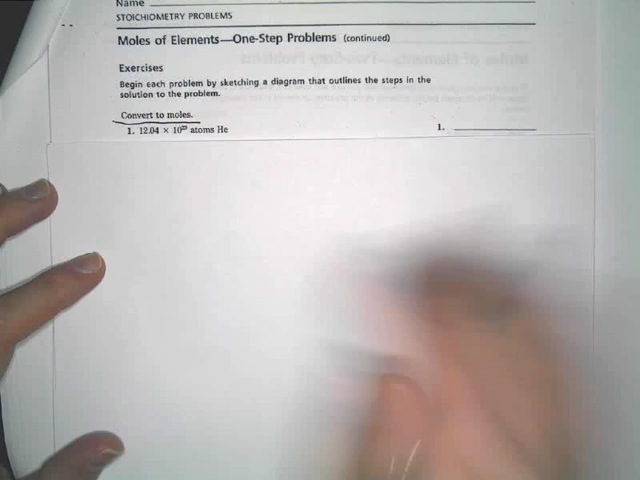 Name
STOICHIOMETRY PROBLEMS
Moles of Elements—One-Step Problems (continued)
Exercises
Begin each problem by sketching a diagram that outlines the steps in the
solution to the problem.
Convert to moles.
1. 12.04 × 10²³ atoms He 1.